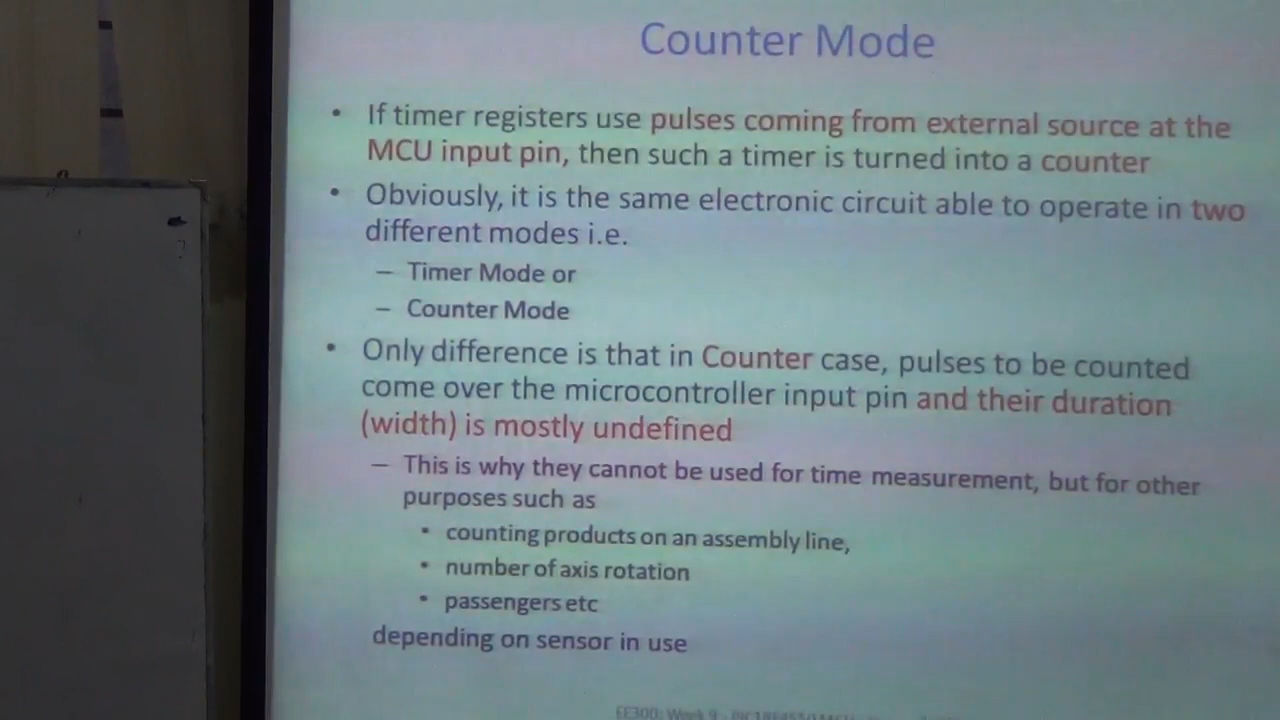 Counter Mode
• If timer registers use pulses coming from external source at the
MCU input pin, then such a timer is turned into a counter
• Obviously, it is the same electronic circuit able to operate in two
different modes i.e.
– Timer Mode or
– Counter Mode
• Only difference is that in Counter case, pulses to be counted
come over the microcontroller input pin and their duration
(width) is mostly undefined
– This is why they cannot be used for time measurement, but for other
purposes such as
• counting products on an assembly line,
• number of axis rotation
• passengers etc
depending on sensor in use
EE300: Week 9